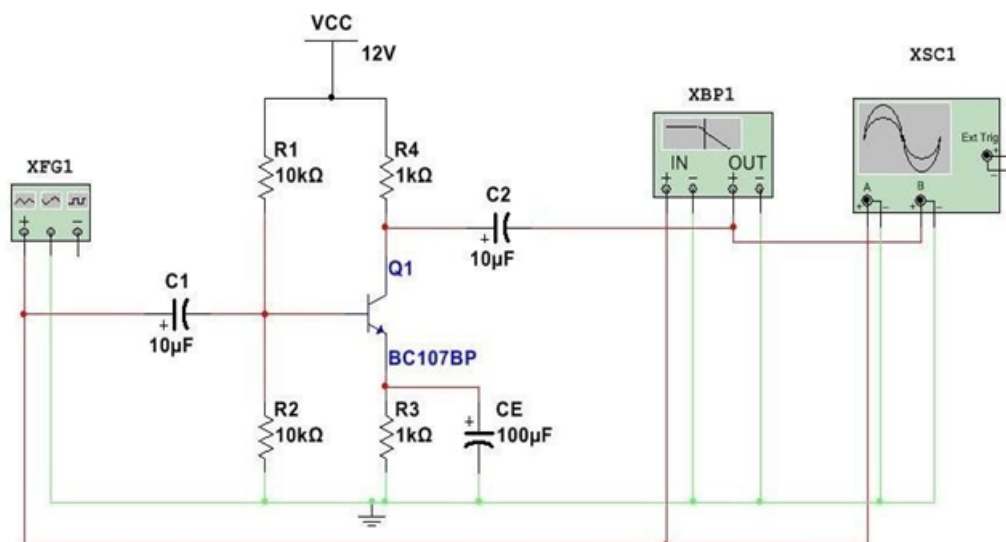 VCC
12V
XSC1
XBP1
Ext Trig
+
−
R1
10kΩ
R4
1kΩ
IN
OUT
+
−
+
−
A
B
+
−
+
−
XFG1
+
−
C2
+
10µF
Q1
C1
+
10µF
BC107BP
R2
10kΩ
R3
1kΩ
CE
+
100µF